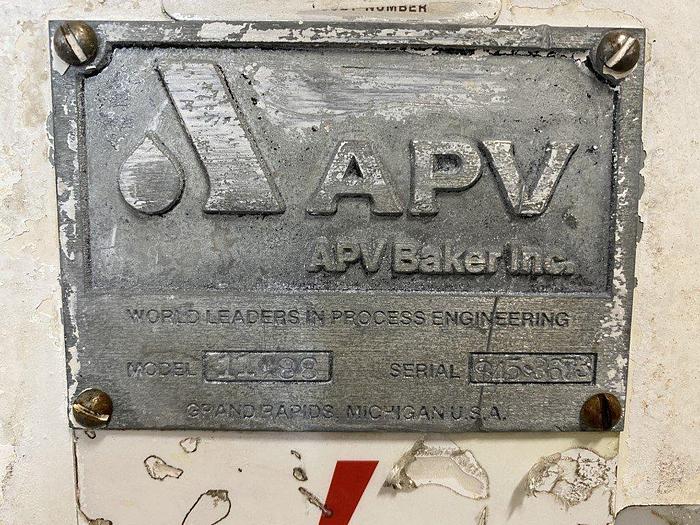 NUMBER
APV
APV Baker Inc.
WORLD LEADERS IN PROCESS ENGINEERING
MODEL
SERIAL
GRAND RAPIDS, MICHIGAN U.S.A.